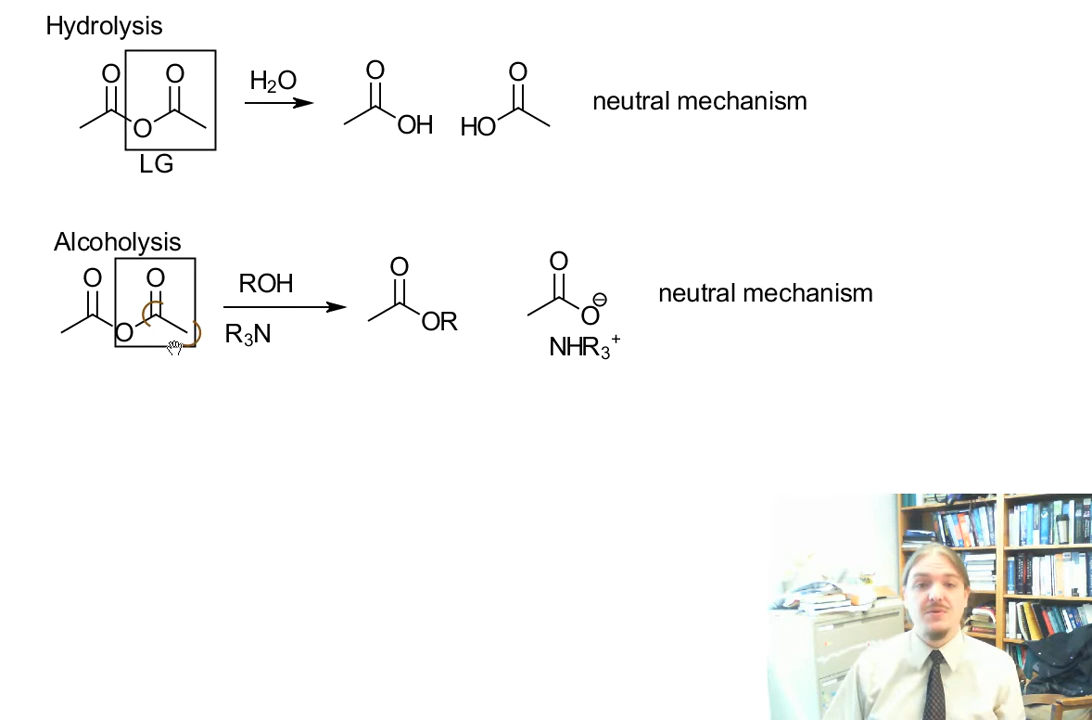 Hydrolysis
O O H₂O O O
O OH HO neutral mechanism
LG
Alcoholysis
O O ROH O O
O R₃N OR O⊖ neutral mechanism
NHR₃⁺